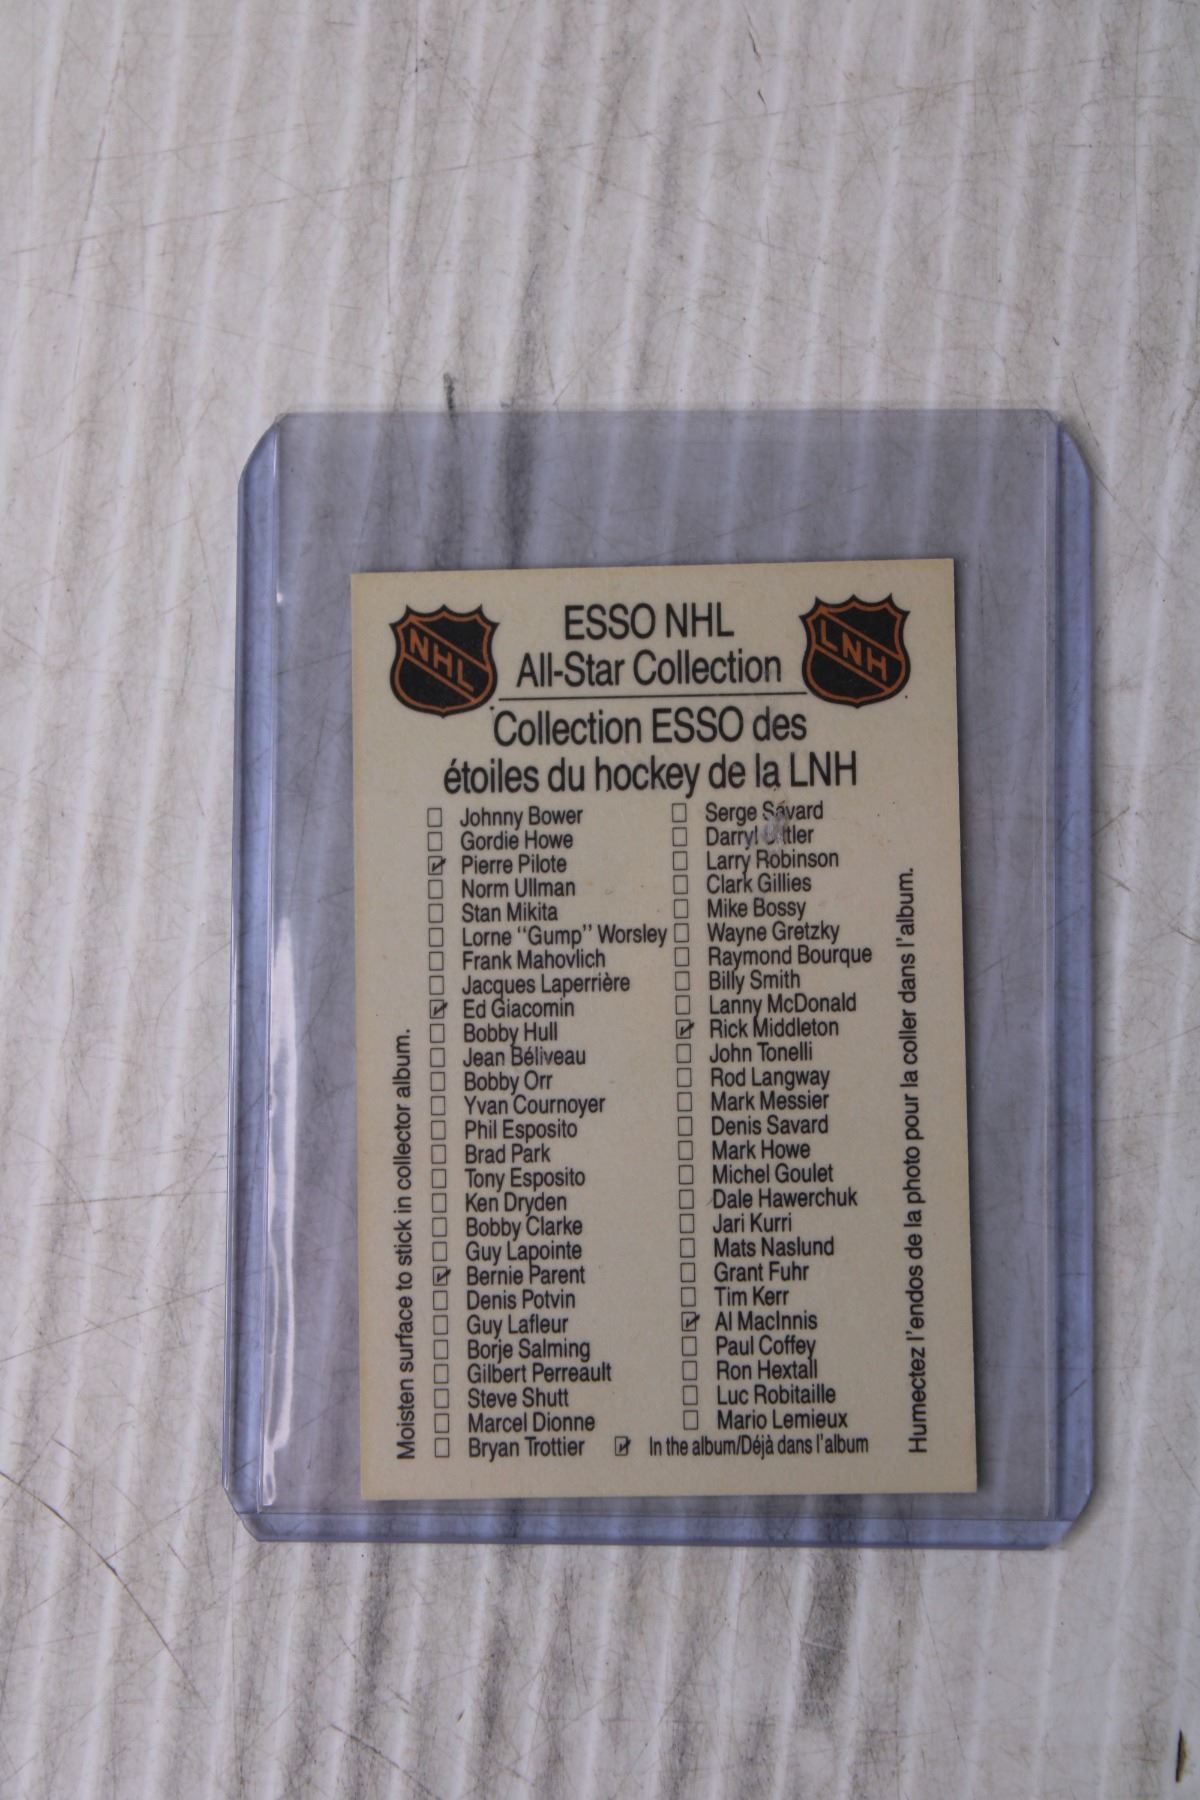 NHL
LNH
ESSO NHL
All-Star Collection
Collection ESSO des
étoiles du hockey de la LNH
☐ Johnny Bower
☐ Gordie Howe
☑ Pierre Pilote
☐ Norm Ullman
☐ Stan Mikita
☐ Lorne "Gump" Worsley
☐ Frank Mahovlich
☐ Jacques Laperrière
☑ Ed Giacomin
☐ Bobby Hull
☐ Jean Béliveau
☐ Bobby Orr
☐ Yvan Cournoyer
☐ Phil Esposito
☐ Brad Park
☐ Tony Esposito
☐ Ken Dryden
☐ Bobby Clarke
☐ Guy Lapointe
☑ Bernie Parent
☐ Denis Potvin
☐ Guy Lafleur
☐ Borje Salming
☐ Gilbert Perreault
☐ Steve Shutt
☐ Marcel Dionne
☐ Bryan Trottier
☐ Serge Savard
☐ Darryl
☐ Larry Robinson
☐ Clark Gillies
☐ Mike Bossy
☐ Wayne Gretzky
☐ Raymond Bourque
☐ Billy Smith
☐ Lanny McDonald
☑ Rick Middleton
☐ John Tonelli
☐ Rod Langway
☐ Mark Messier
☐ Denis Savard
☐ Mark Howe
☐ Michel Goulet
☐ Dale Hawerchuk
☐ Jari Kurri
☐ Mats Naslund
☐ Grant Fuhr
☐ Tim Kerr
☑ Al MacInnis
☐ Paul Coffey
☐ Ron Hextall
☐ Luc Robitaille
☐ Mario Lemieux
☑ In the album/Déjà dans l'album
Moisten surface to stick in collector album.
Humectez l'endos de la photo pour la coller dans l'album.